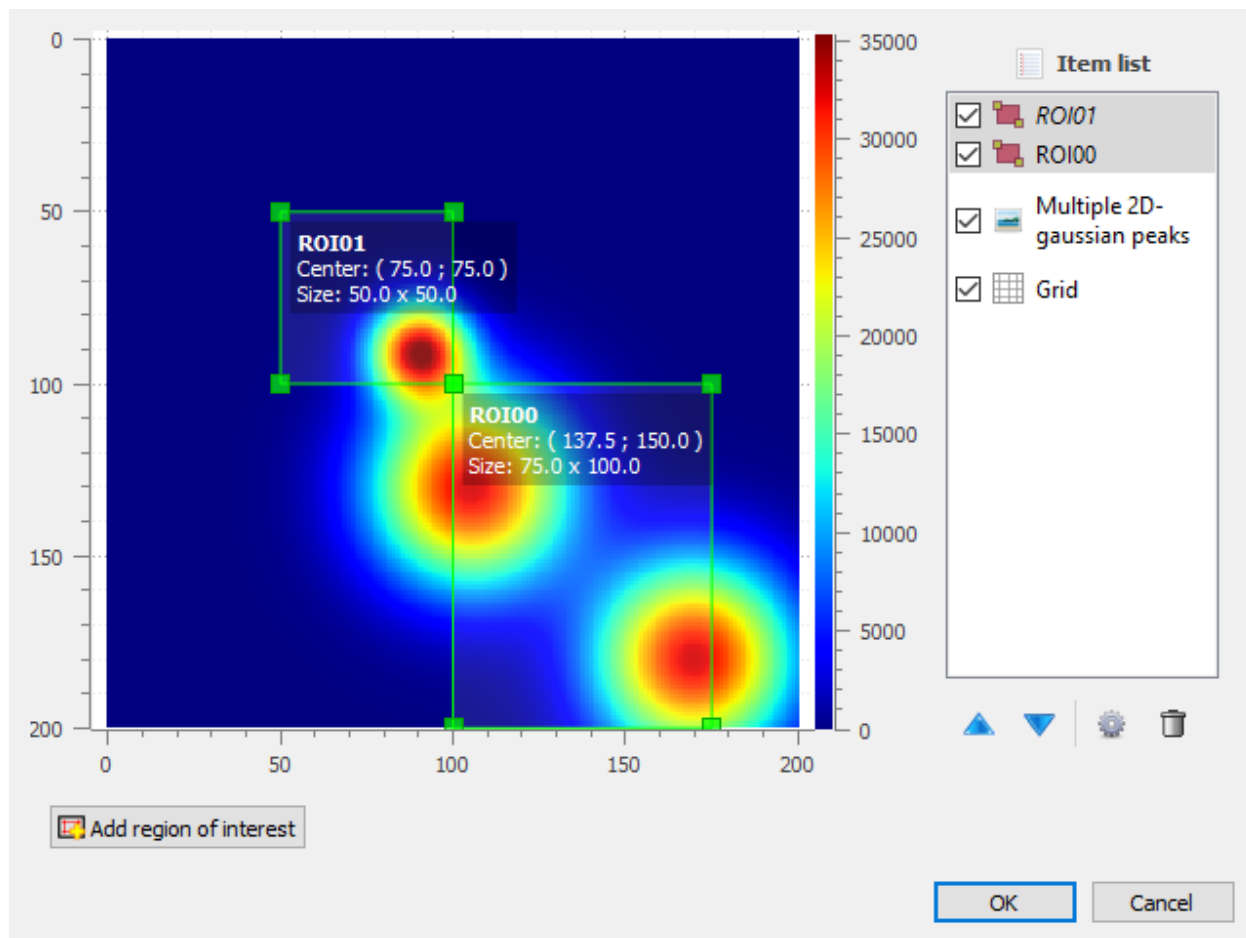 0
50
100
150
200
0
50
100
150
200
ROI01
Center: ( 75.0 ; 75.0 )
Size: 50.0 x 50.0
ROI00
Center: ( 137.5 ; 150.0 )
Size: 75.0 x 100.0
35000
30000
25000
20000
15000
10000
5000
0
Item list
ROI01
ROI00
Multiple 2D-
gaussian peaks
Grid
Add region of interest
OK
Cancel